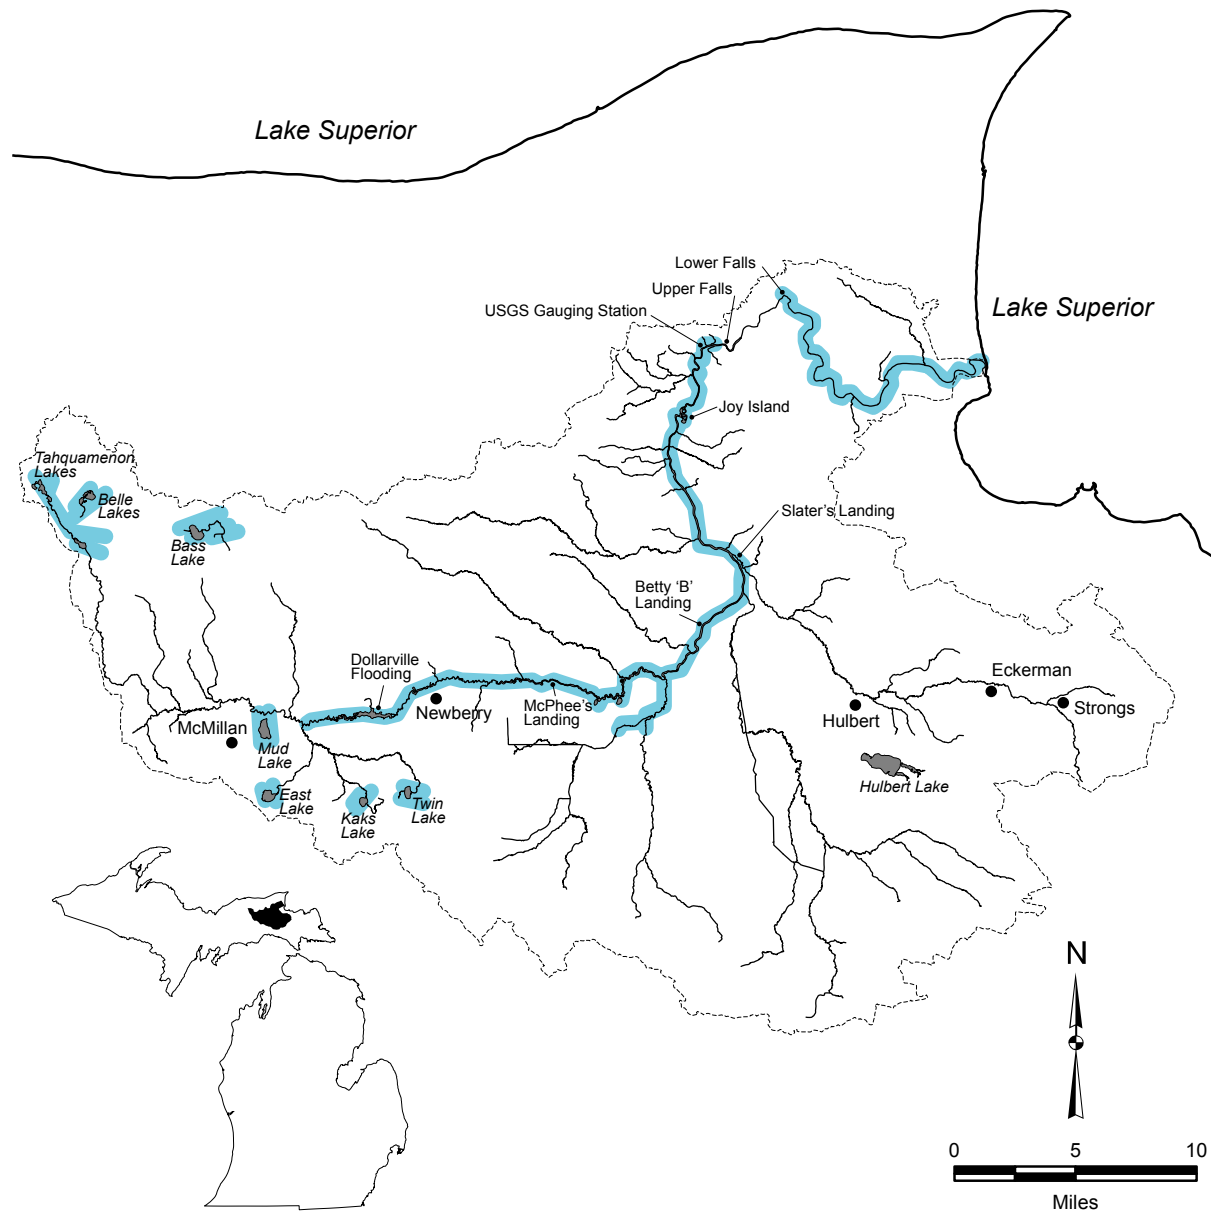 Lake Superior
Lower Falls
Upper Falls
USGS Gauging Station
Lake Superior
Joy Island
Tahquamenon
Lakes
Belle
Lakes
Bass
Lake
Slater's Landing
Betty 'B'
Landing
Dollarville
Flooding
McPhee's
Landing
Newberry
McMillan
Mud
Lake
East
Lake
Kaks
Lake
Twin
Lake
Eckerman
Strongs
Hulbert
Hulbert Lake
N
0 5 10
Miles